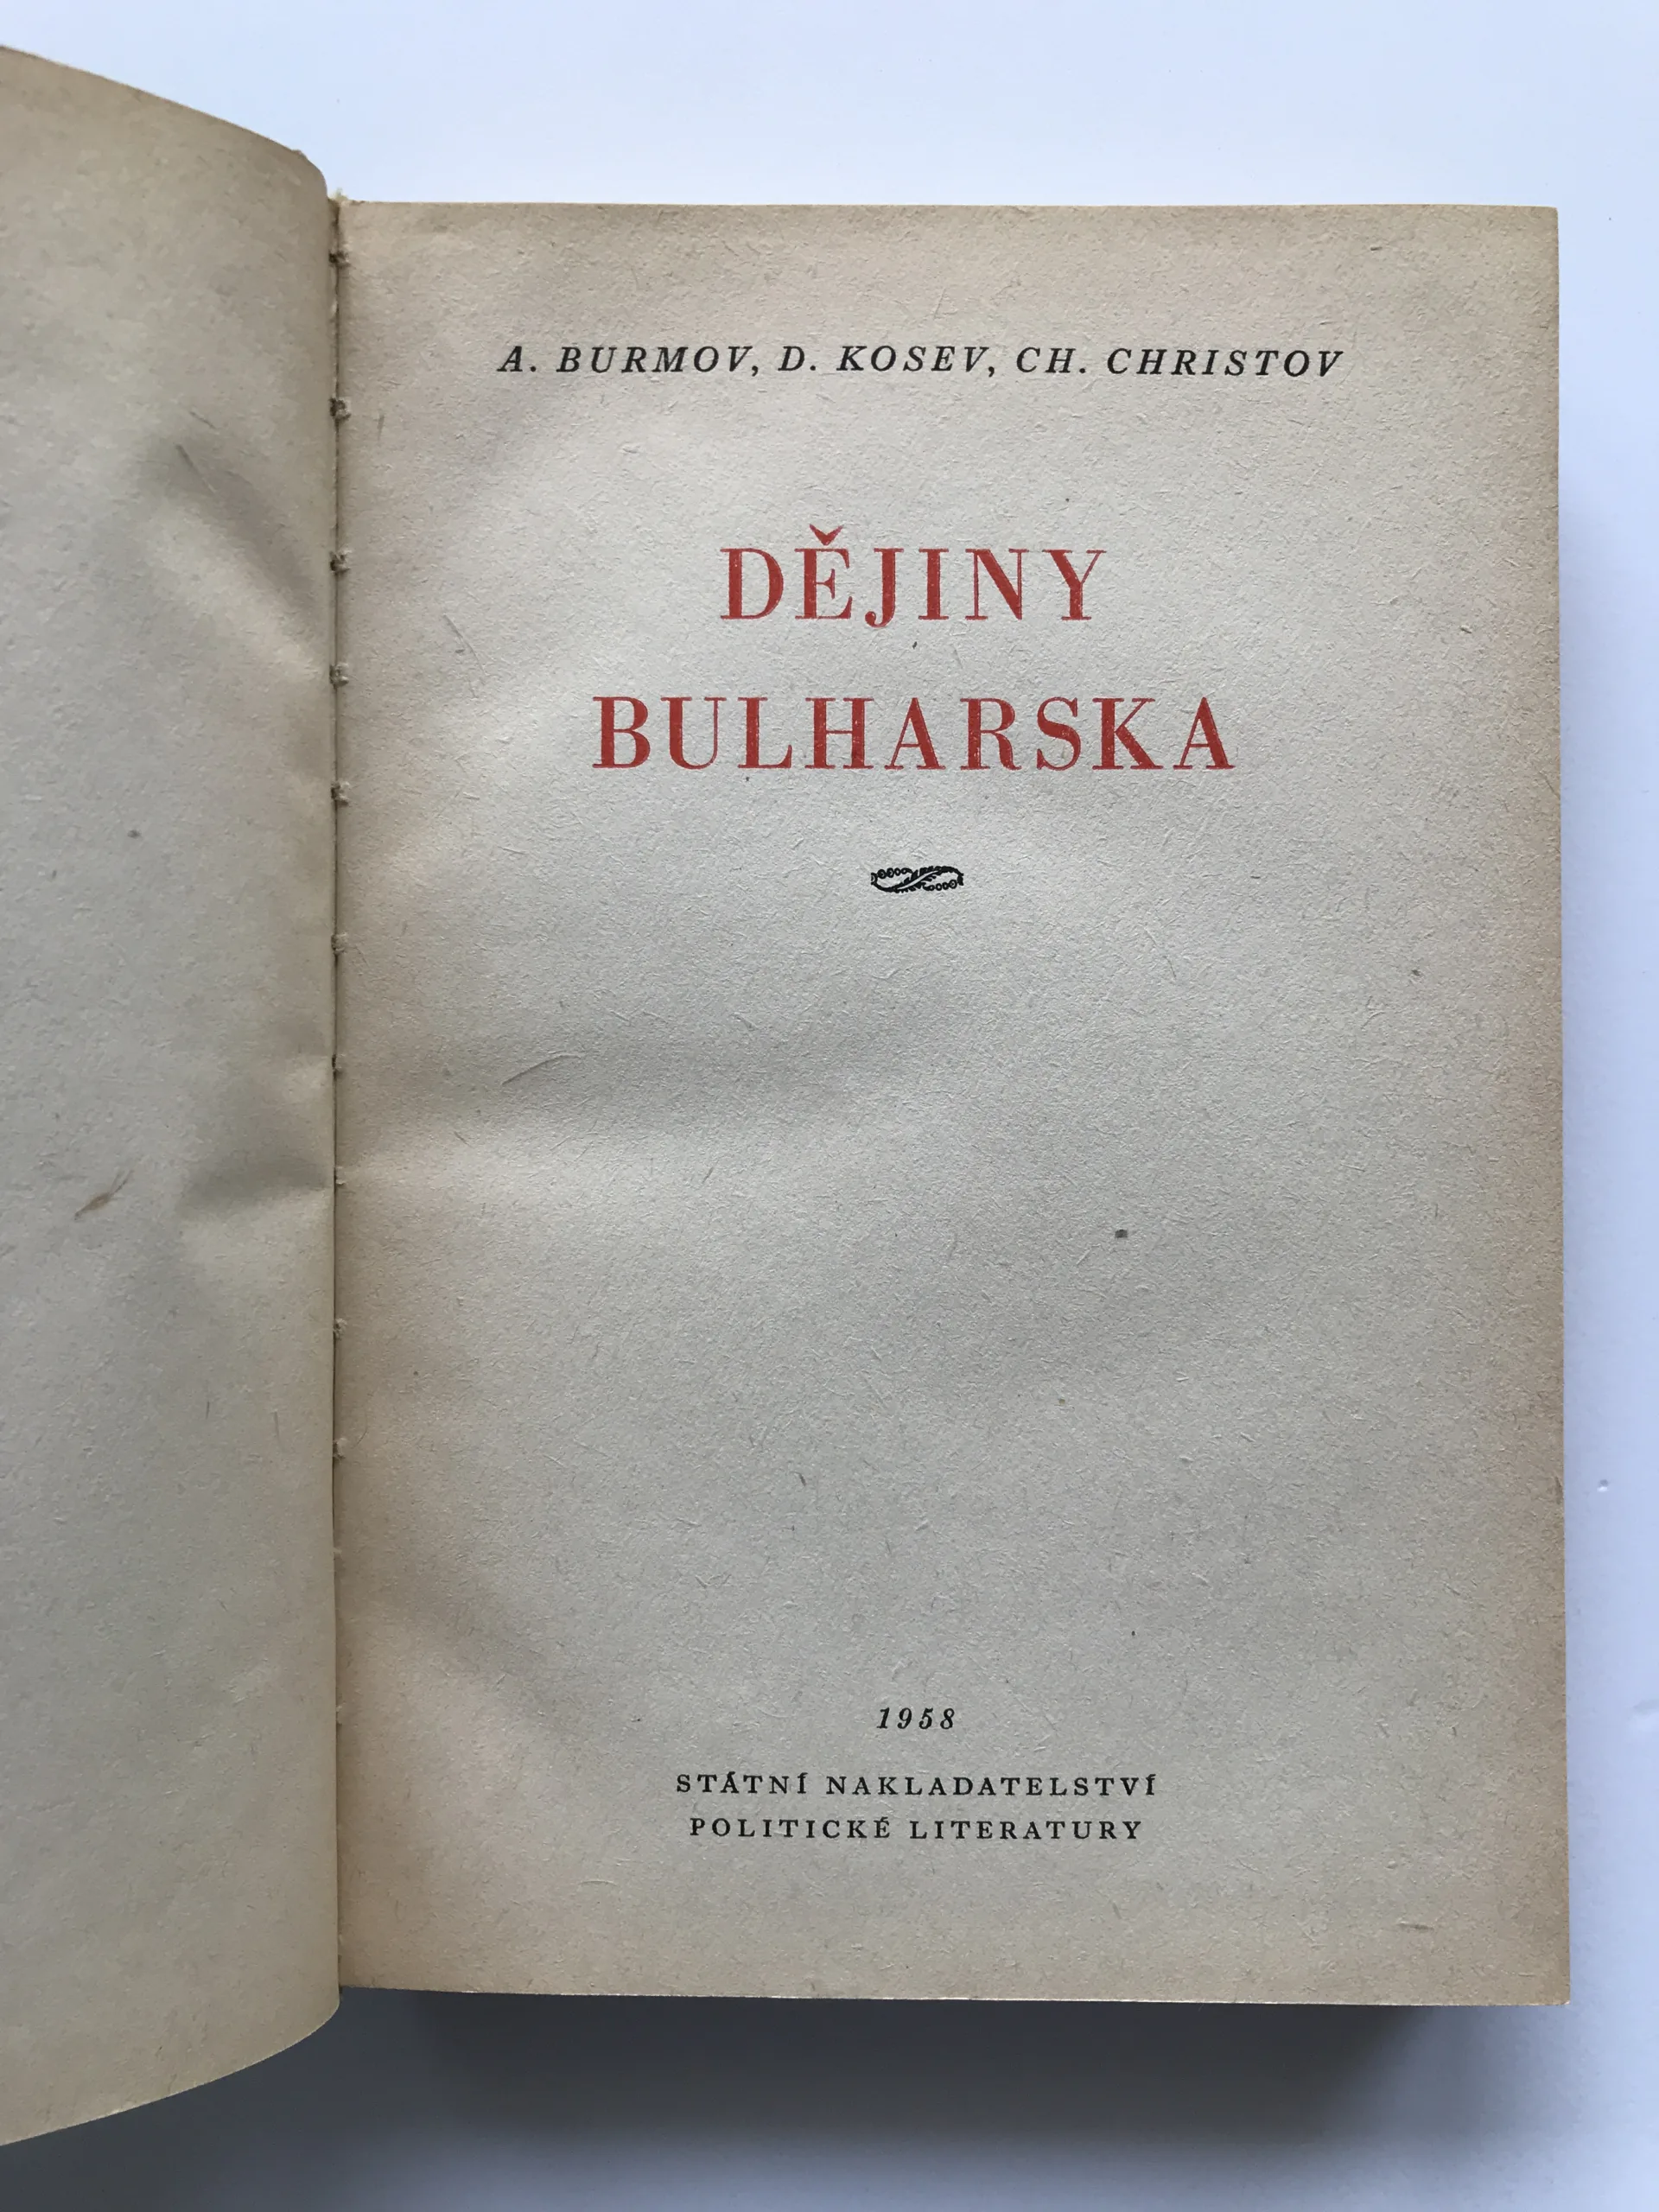 A. BURMOV, D. KOSEV, CH. CHRISTOV
DĚJINY
BULHARSKA
1958
STÁTNÍ NAKLADATELSTVÍ
POLITICKÉ LITERATURY